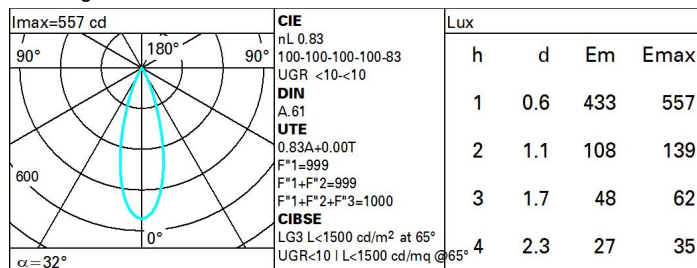 Imax=557 cd
90° 180° 90°
600
0°
α=32°
CIE
nL 0.83
100-100-100-100-83
UGR <10-<10
DIN
A.61
UTE
0.83A+0.00T
F"1=999
F"1+F"2=999
F"1+F"2+F"3=1000
CIBSE
LG3 L<1500 cd/m² at 65°
UGR<10 | L<1500 cd/mq @65°
Lux
h d Em Emax
1 0.6 433 557
2 1.1 108 139
3 1.7 48 62
4 2.3 27 35